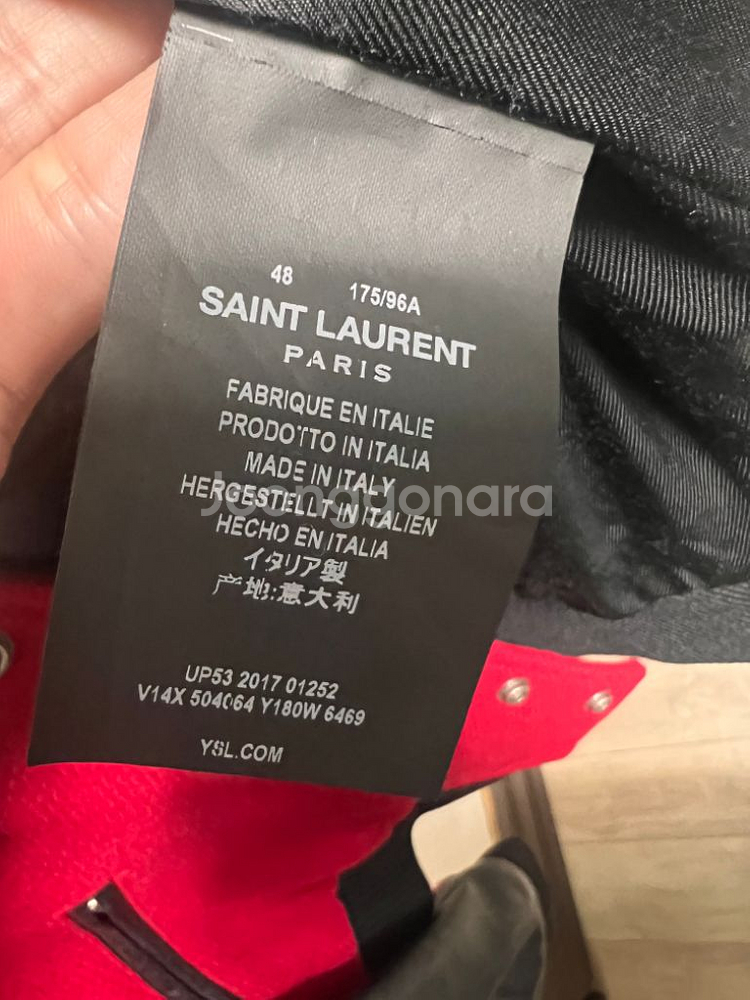 48 175/96A
SAINT LAURENT
PARIS
FABRIQUE EN ITALIE
PRODOTTO IN ITALIA
MADE IN ITALY
HERGESTELLT IN ITALIEN
Joongaonara
HECHO EN ITALIA
イタリア製
产地:意大利
UP53 2017 01252
V14X 504064 Y180W 6469
YSL.COM